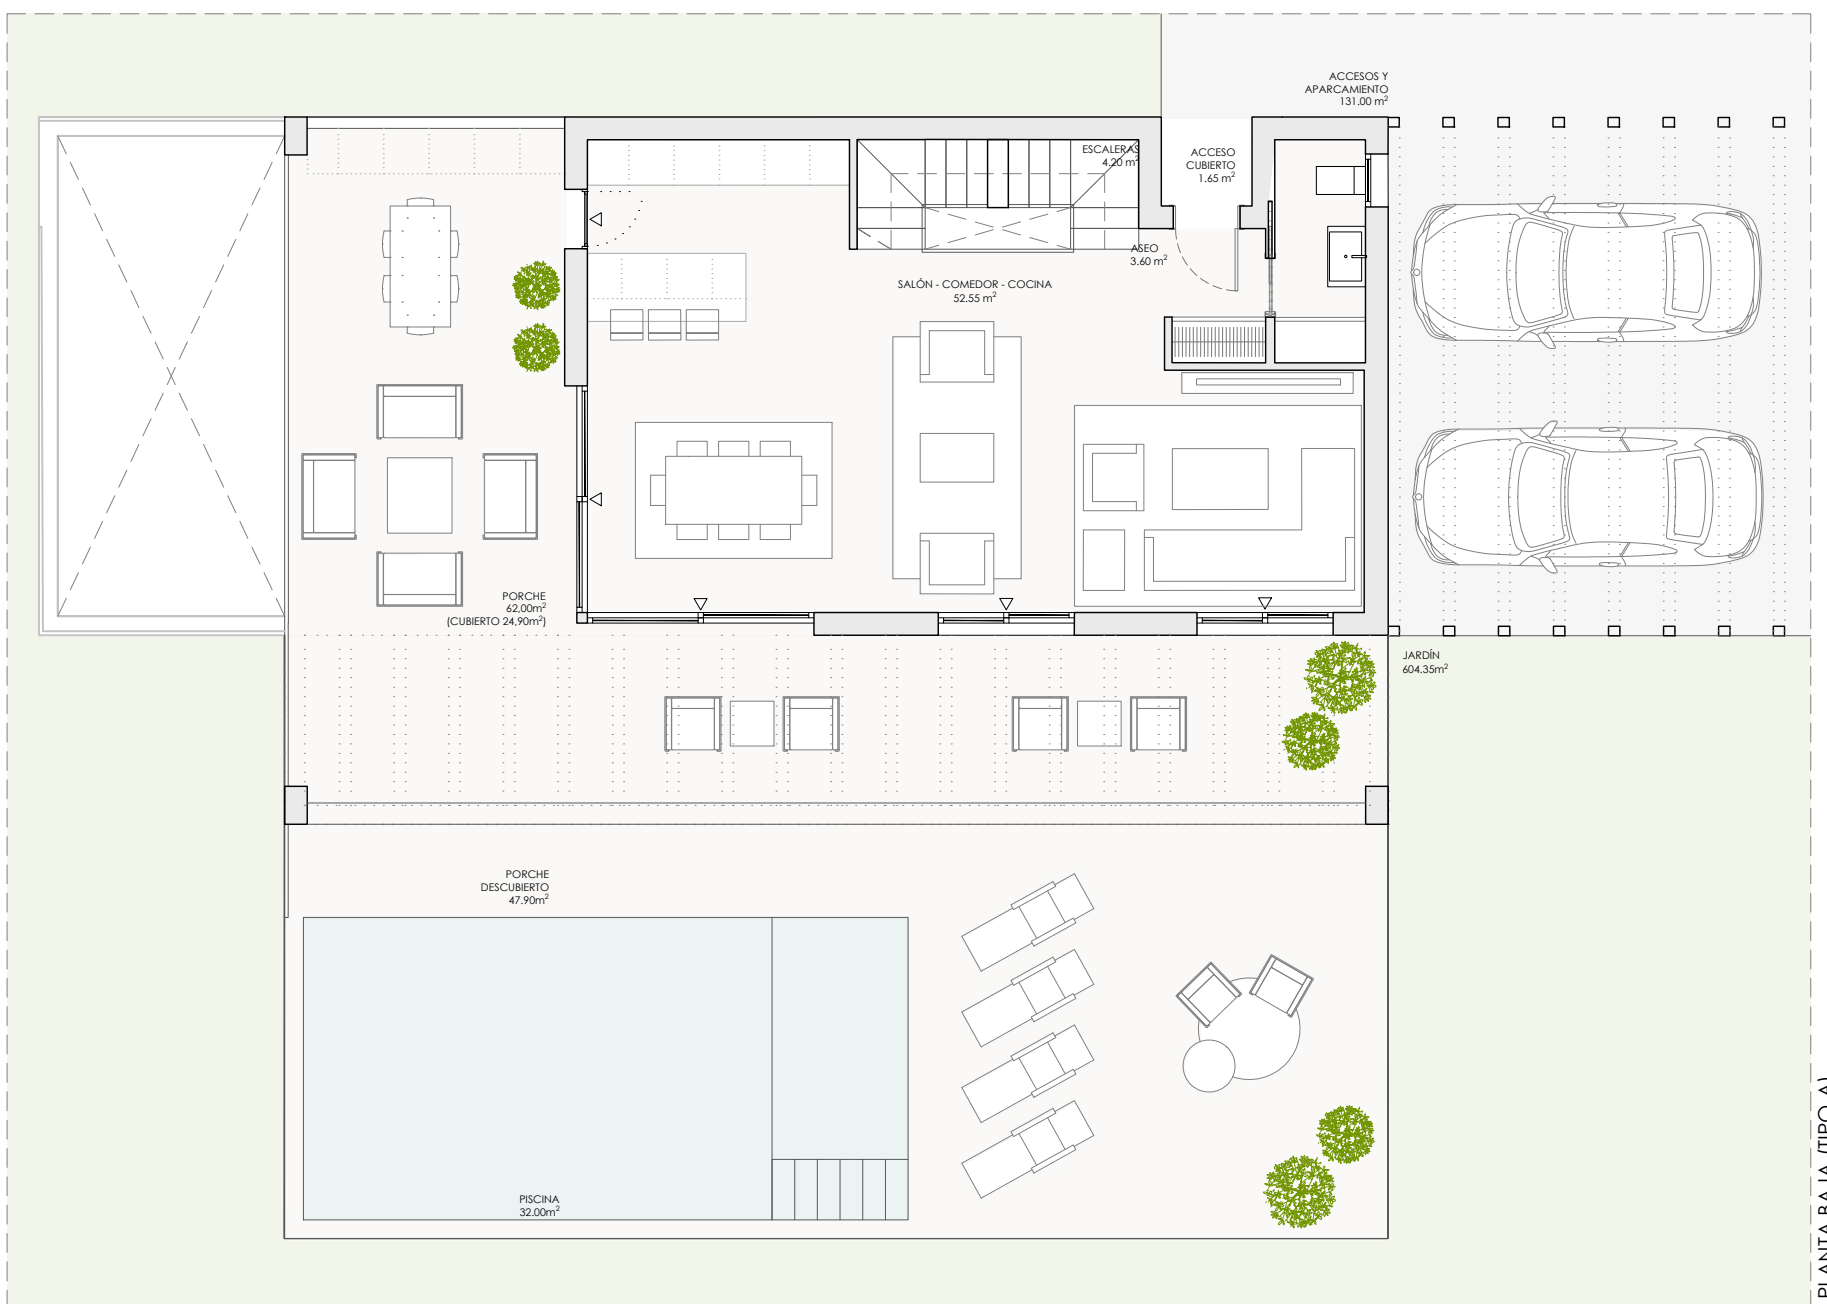 ACCESOS Y
APARCAMIENTO
131.00 m²
ESCALERAS
4.20 m²
ACCESO
CUBIERTO
1.65 m²
ASEO
3.60 m²
SALÓN - COMEDOR - COCINA
52.55 m²
PORCHE
62,00m²
(CUBIERTO 24,90m²)
JARDÍN
604.35m²
PORCHE
DESCUBIERTO
47.90m²
PISCINA
32.00m²
PLANTA BAJA (TIPO A)